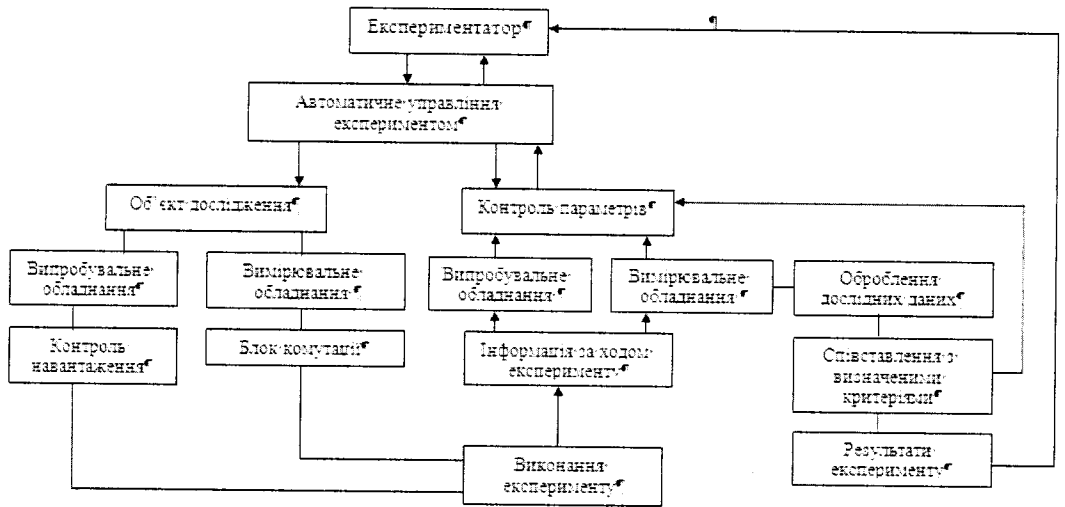 Експериментатор¶
¶
Автоматичне·управління·
експериментом¶
Об’єкт·дослідження¶
Контроль·параметрів¶
Випробувальне·
обладнання¶
Вимірювальне·
обладнання·¶
Випробувальне·
обладнання·¶
Вимірювальне·
обладнання·¶
Оброблення·
дослідних·даних¶
Контроль·
навантаження¶
Блок·комутації¶
Інформація·за·ходом·
експерименту¶
Співставлення·з·
визначеними·
критеріями¶
Виконання·
експерименту¶
Результати·
експерименту¶